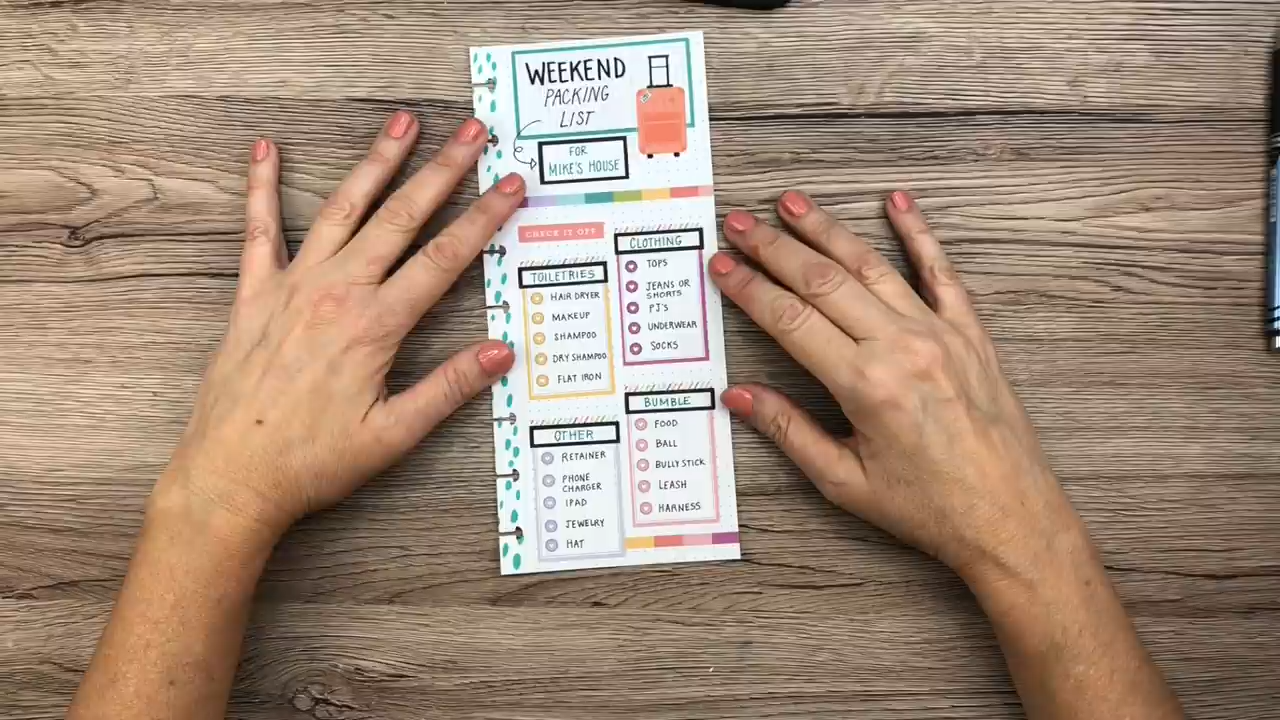 WEEKEND
PACKING
LIST
FOR
MIKE'S HOUSE
CHECK IT OFF
TOILETRIES
HAIR DRYER
MAKEUP
SHAMPOO
DRY SHAMPOO
FLAT IRON
CLOTHING
TOPS
JEANS OR
SHORTS
PJ'S
UNDERWEAR
SOCKS
OTHER
RETAINER
PHONE
CHARGER
IPAD
JEWELRY
HAT
BUMBLE
FOOD
BALL
BULLY STICK
LEASH
HARNESS